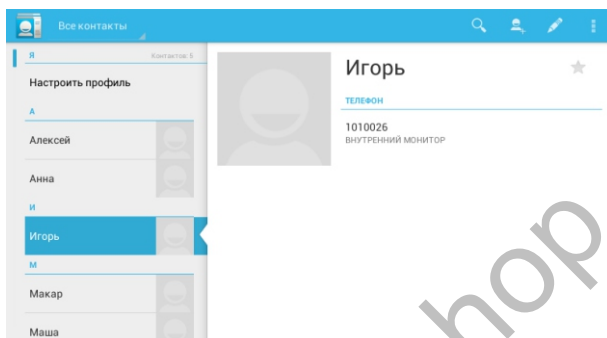 Все контакты
Я
Контактов: 5
Настроить профиль
А
Алексей
Анна
И
Игорь
М
Макар
Маша
Игорь
ТЕЛЕФОН
1010026
ВНУТРЕННИЙ МОНИТОР
hop